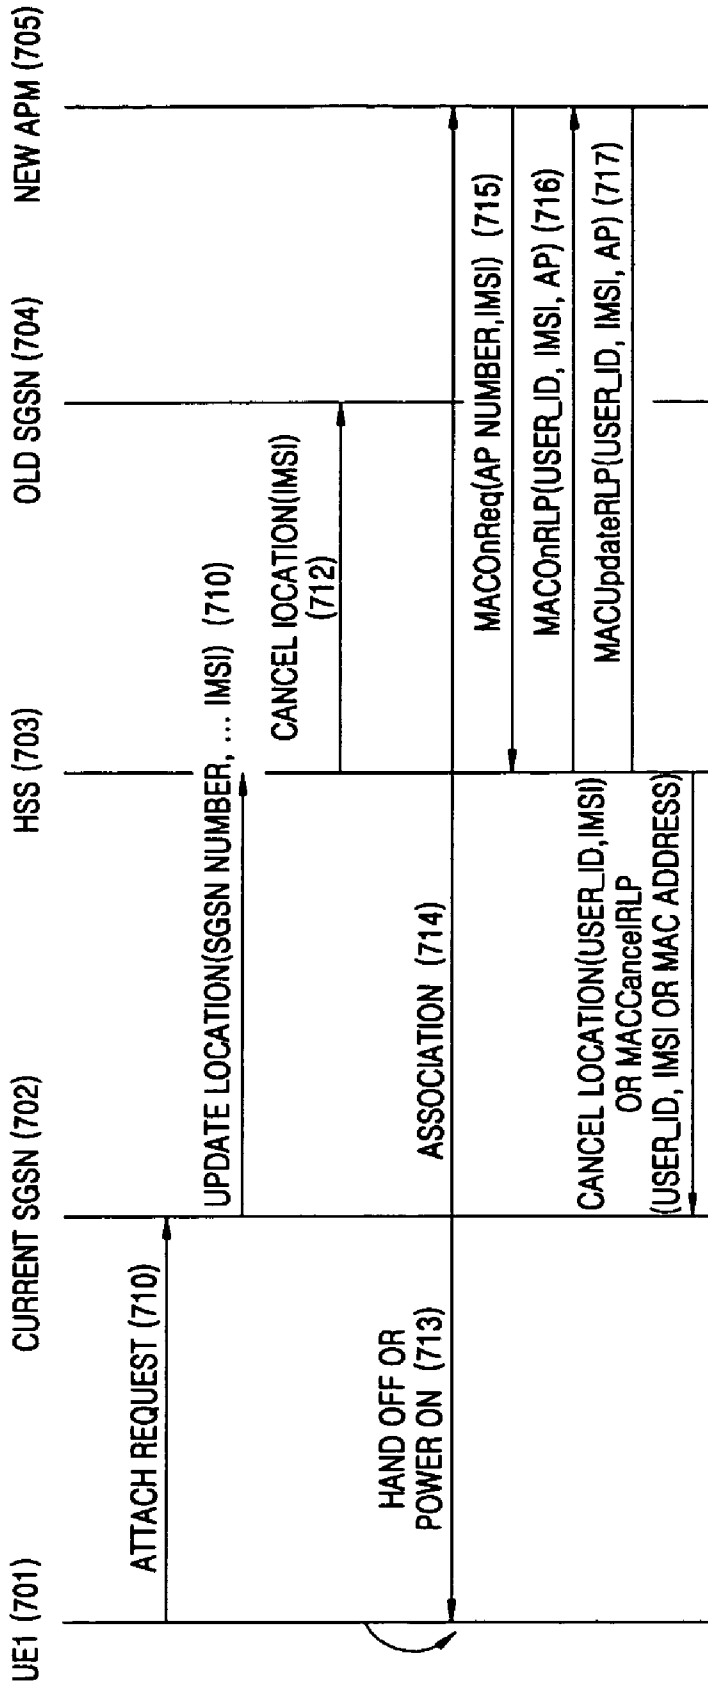 UE1 (701)
CURRENT SGSN (702)
HSS (703)
OLD SGSN (704)
NEW APM (705)
ATTACH REQUEST (710)
UPDATE LOCATION(SGSN NUMBER, ... IMSI) (710)
CANCEL lOCATION(IMSI)
(712)
HAND OFF OR
POWER ON (713)
ASSOCIATION (714)
MACOnReq(AP NUMBER,IMSI) (715)
MACOnRLP(USER_ID, IMSI, AP) (716)
MACUpdateRLP(USER_ID, IMSI, AP) (717)
CANCEL LOCATION(USER_ID,IMSI)
OR MACCancelRLP
(USER_ID, IMSI OR MAC ADDRESS)